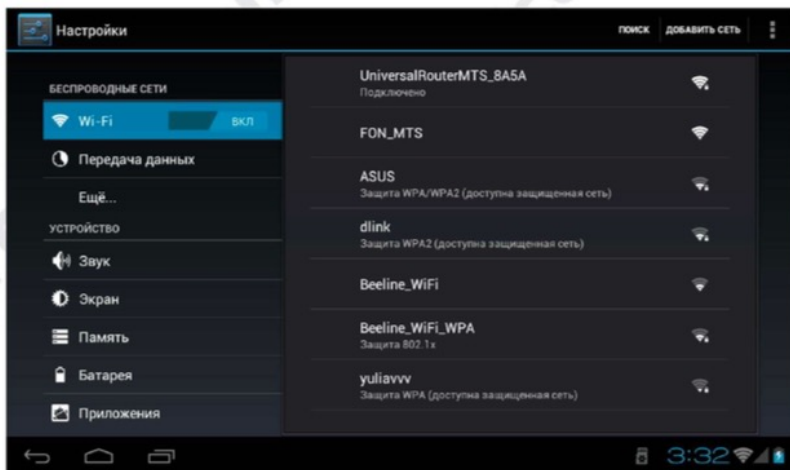 Настройки
ПОИСК
ДОБАВИТЬ СЕТЬ
БЕСПРОВОДНЫЕ СЕТИ
Wi-Fi
ВКЛ
Передача данных
Ещё...
УСТРОЙСТВО
Звук
Экран
Память
Батарея
Приложения
UniversalRouterMTS_8A5A
Подключено
FON_MTS
ASUS
Защита WPA/WPA2 (доступна защищенная сеть)
dlink
Защита WPA2 (доступна защищенная сеть)
Beeline_WiFi
Beeline_WiFi_WPA
Защита 802.1x
yuliavvv
Защита WPA (доступна защищенная сеть)
3:32